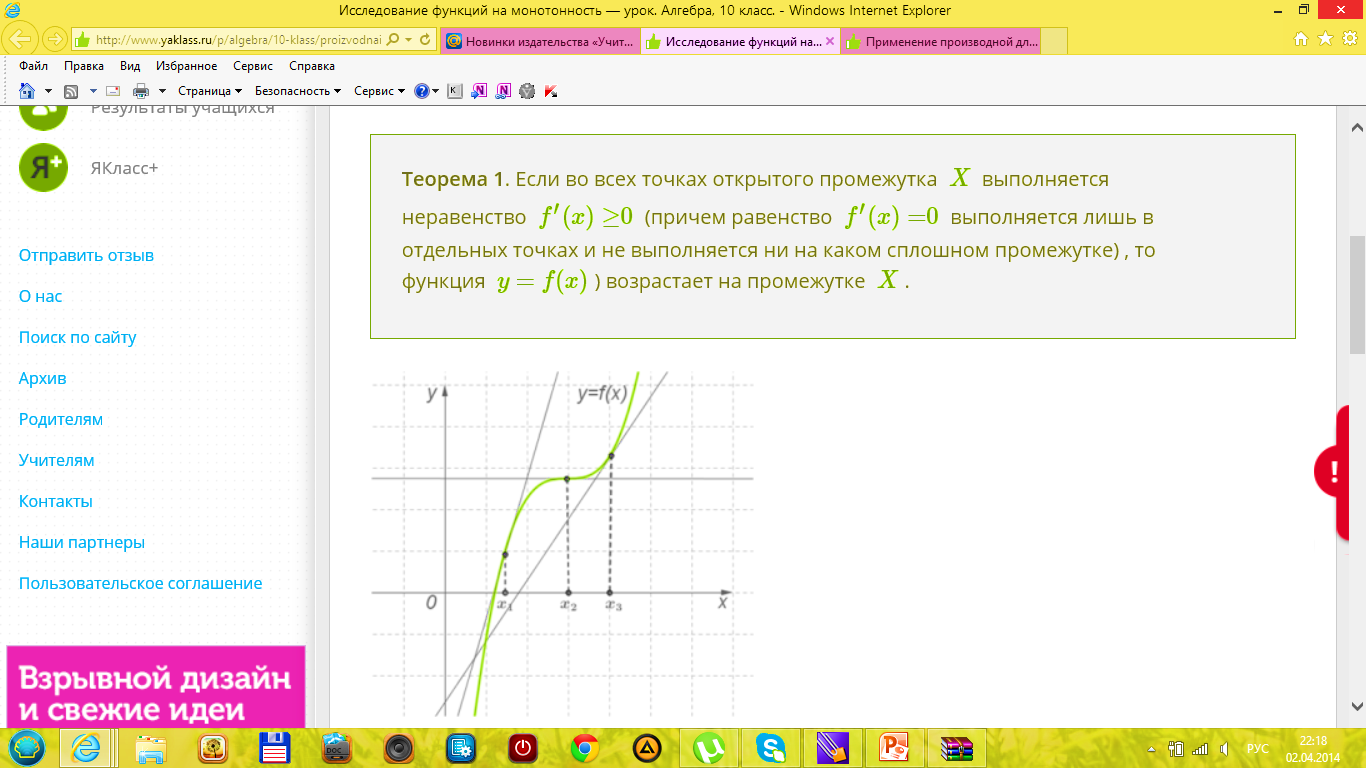 Исследование функций на монотонность — урок. Алгебра, 10 класс. - Windows Internet Explorer
http://www.yaklass.ru/p/algebra/10-klass/proizvodnai
Новинки издательства «Учит...
Исследование функций на...
Применение производной дл...
Файл Правка Вид Избранное Сервис Справка
Страница Безопасность Сервис
Результаты учащихся
Я+ ЯКласс+
Отправить отзыв
О нас
Поиск по сайту
Архив
Родителям
Учителям
Контакты
Наши партнеры
Пользовательское соглашение
Взрывной дизайн
и свежие идеи
Теорема 1. Если во всех точках открытого промежутка X выполняется
неравенство f′(x) ≥0 (причем равенство f′(x) =0 выполняется лишь в
отдельных точках и не выполняется ни на каком сплошном промежутке) , то
функция y = f(x) ) возрастает на промежутке X .
y y=f(x)
0 x₁ x₂ x₃ x
!
DOC
РУС
22:18
02.04.2014